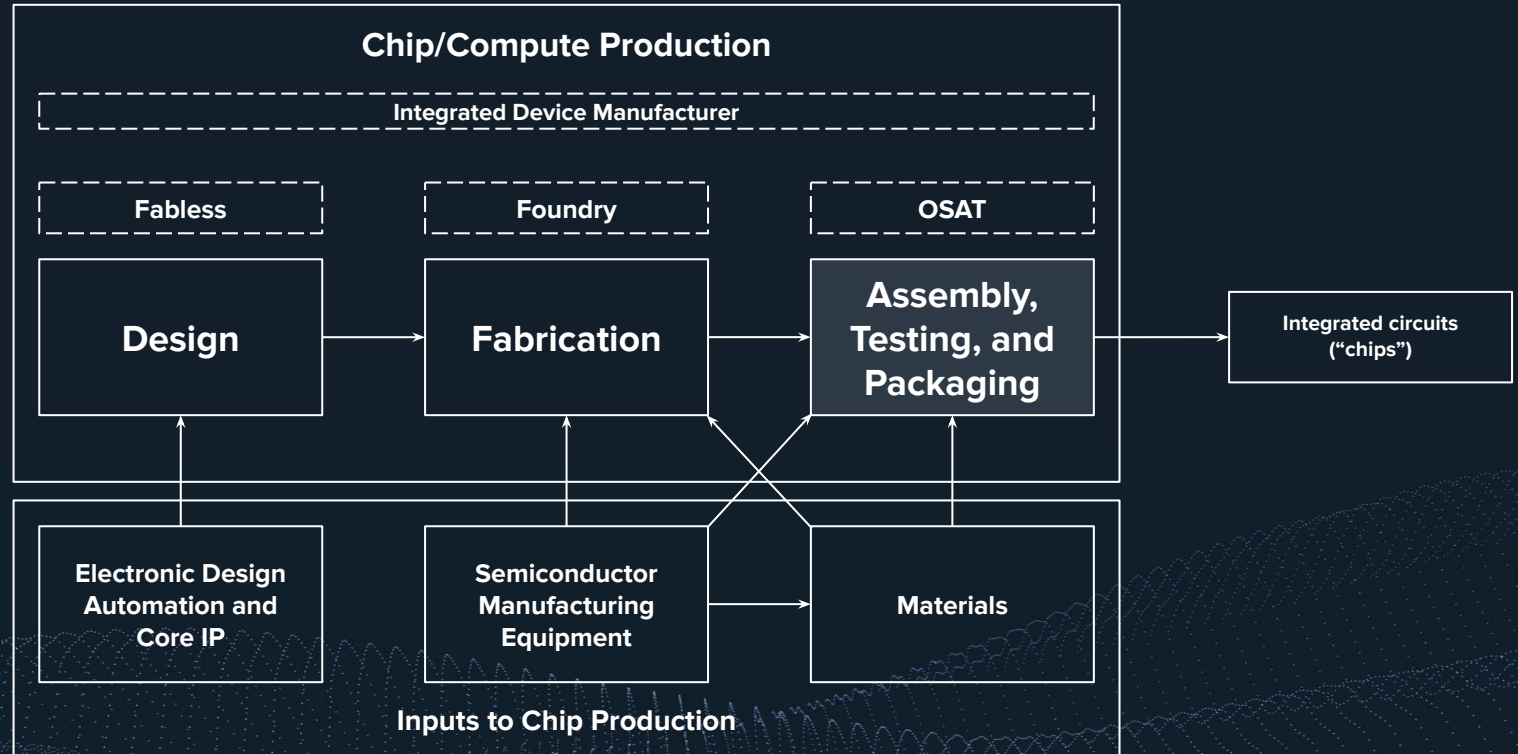 Chip/Compute Production
Integrated Device Manufacturer
Fabless
Foundry
OSAT
Design
Fabrication
Assembly,
Testing, and
Packaging
Integrated circuits
(“chips”)
Electronic Design
Automation and
Core IP
Semiconductor
Manufacturing
Equipment
Materials
Inputs to Chip Production